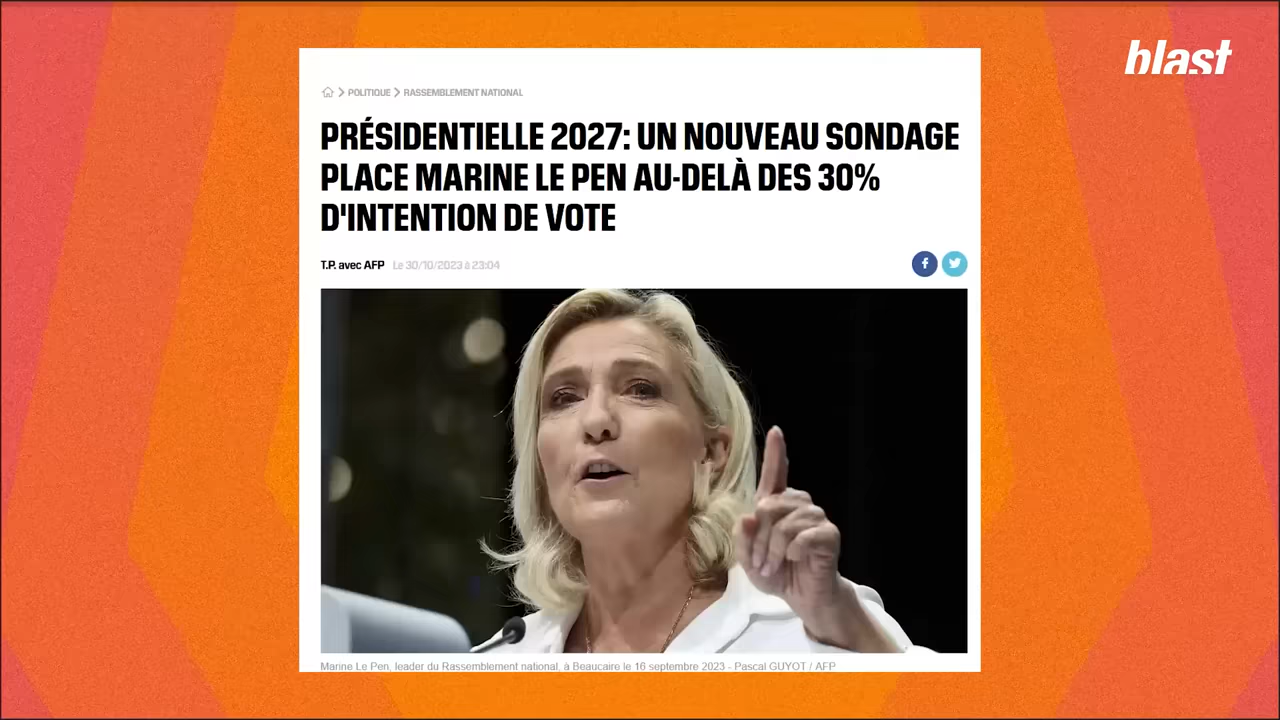 blast
POLITIQUE RASSEMBLEMENT NATIONAL
PRÉSIDENTIELLE 2027: UN NOUVEAU SONDAGE
PLACE MARINE LE PEN AU-DELÀ DES 30%
D'INTENTION DE VOTE
T.P. avec AFP Le 30/10/2023 à 23:04
Marine Le Pen, leader du Rassemblement national, à Beaucaire le 16 septembre 2023 - Pascal GUYOT / AFP